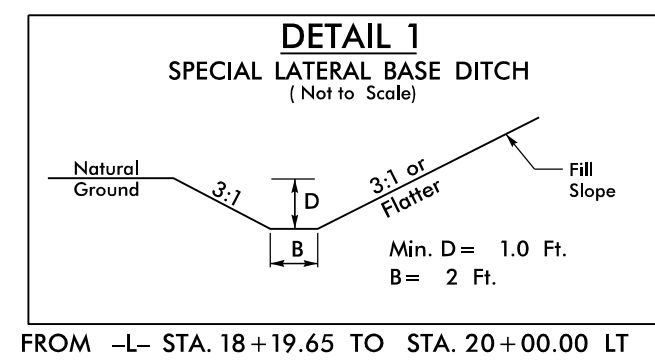 DETAIL 1
SPECIAL LATERAL BASE DITCH
( Not to Scale)
Natural
Ground
3:1
D
3:1 or
Flatter
Fill
Slope
B
Min. D= 1.0 Ft.
B= 2 Ft.
FROM -L- STA. 18+19.65 TO STA. 20+00.00 LT